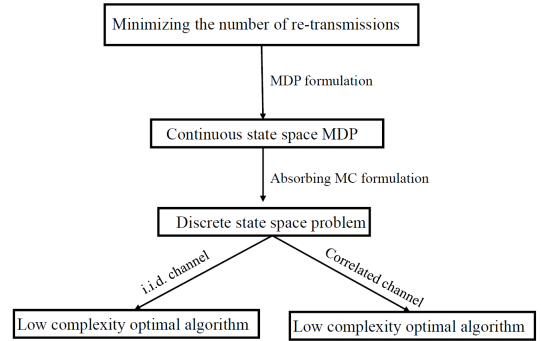 Minimizing the number of re-transmissions
MDP formulation
Continuous state space MDP
Absorbing MC formulation
Discrete state space problem
i.i.d. channel
Correlated channel
Low complexity optimal algorithm
Low complexity optimal algorithm